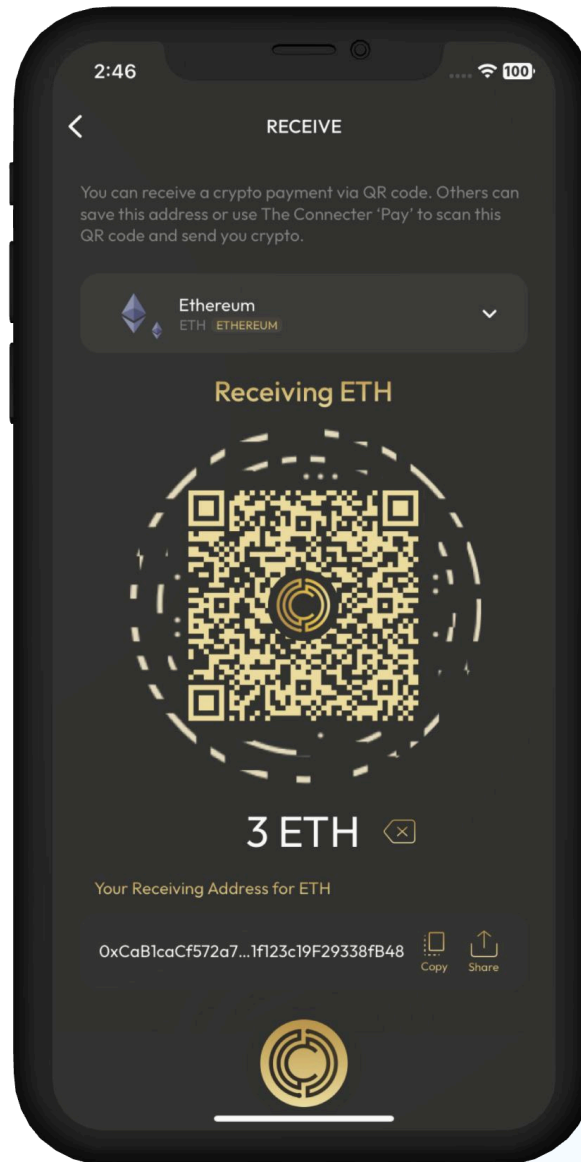 2:46
100
RECEIVE
You can receive a crypto payment via QR code. Others can
save this address or use The Connecter ‘Pay’ to scan this
QR code and send you crypto.
Ethereum
ETH ETHEREUM
Receiving ETH
3 ETH
Your Receiving Address for ETH
0xCaB1caCf572a7...1f123c19F29338fB48
Copy
Share